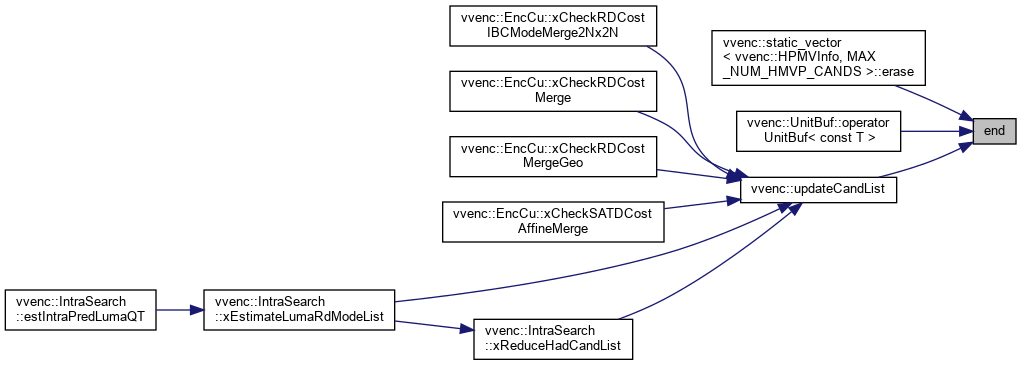 vvenc::EncCu::xCheckRDCost
IBCModeMerge2Nx2N
vvenc::static_vector
< vvenc::HPMVInfo, MAX
_NUM_HMVP_CANDS >::erase
vvenc::EncCu::xCheckRDCost
Merge
vvenc::UnitBuf::operator
UnitBuf< const T >
end
vvenc::EncCu::xCheckRDCost
MergeGeo
vvenc::updateCandList
vvenc::EncCu::xCheckSATDCost
AffineMerge
vvenc::IntraSearch
::estIntraPredLumaQT
vvenc::IntraSearch
::xEstimateLumaRdModeList
vvenc::IntraSearch
::xReduceHadCandList